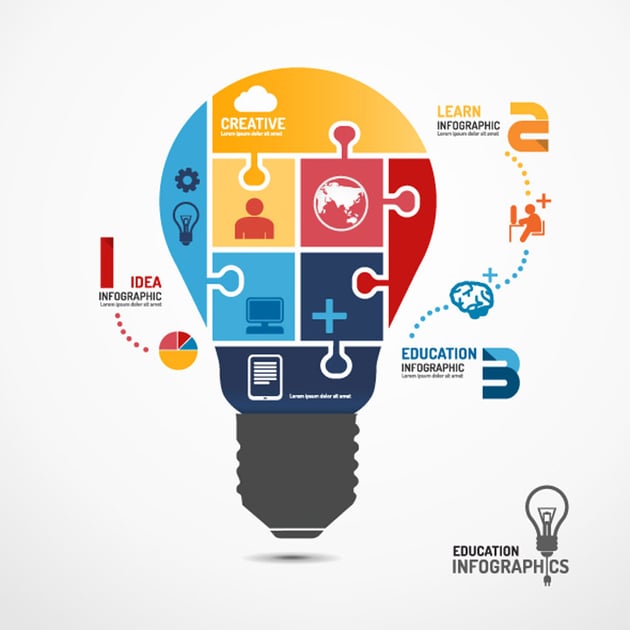 CREATIVE
Lorem ipsum dolor sit amet
LEARN
INFOGRAPHIC
Lorem ipsum dolor sit amet
2
1
IDEA
INFOGRAPHIC
Lorem ipsum dolor sit amet
EDUCATION
INFOGRAPHIC
Lorem ipsum dolor sit amet
3
Lorem ipsum dolor sit amet
EDUCATION
INFOGRAPHICS